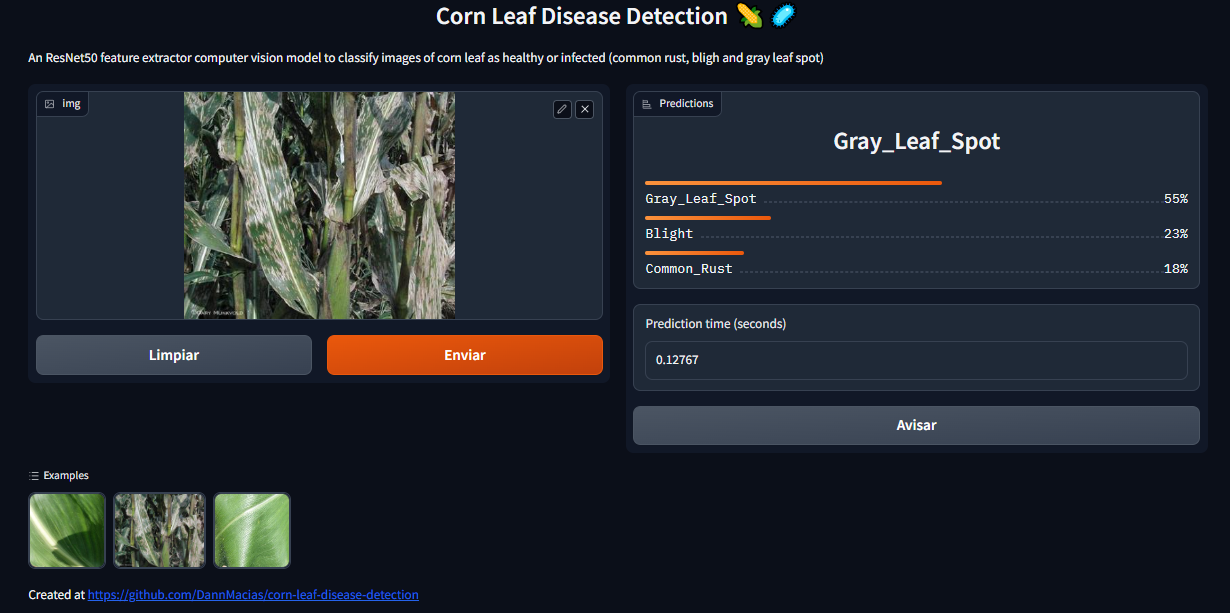 Corn Leaf Disease Detection 🌽 🦠
An ResNet50 feature extractor computer vision model to classify images of corn leaf as healthy or infected (common rust, bligh and gray leaf spot)
img
Limpiar
Enviar
Predictions
Gray_Leaf_Spot
Gray_Leaf_Spot 55%
Blight 23%
Common_Rust 18%
Prediction time (seconds)
0.12767
Avisar
Examples
Created at https://github.com/DannMacias/corn-leaf-disease-detection